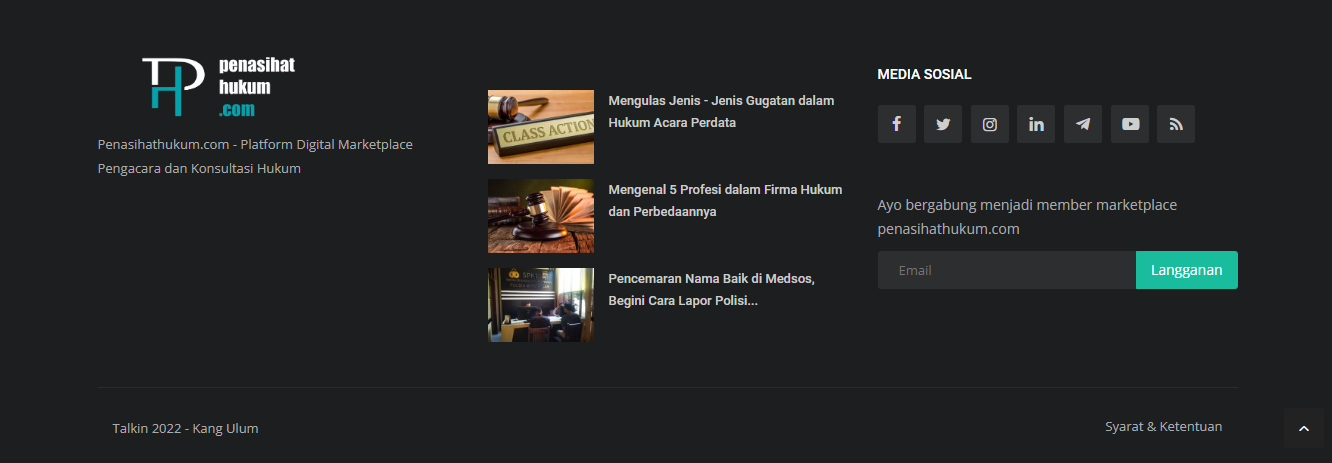 penasihat
hukum
.com
Penasihathukum.com - Platform Digital Marketplace
Pengacara dan Konsultasi Hukum
CLASS ACTION
Mengulas Jenis - Jenis Gugatan dalam
Hukum Acara Perdata
Mengenal 5 Profesi dalam Firma Hukum
dan Perbedaannya
Pencemaran Nama Baik di Medsos,
Begini Cara Lapor Polisi...
MEDIA SOSIAL
Ayo bergabung menjadi member marketplace
penasihathukum.com
Email
Langganan
Talkin 2022 - Kang Ulum
Syarat & Ketentuan